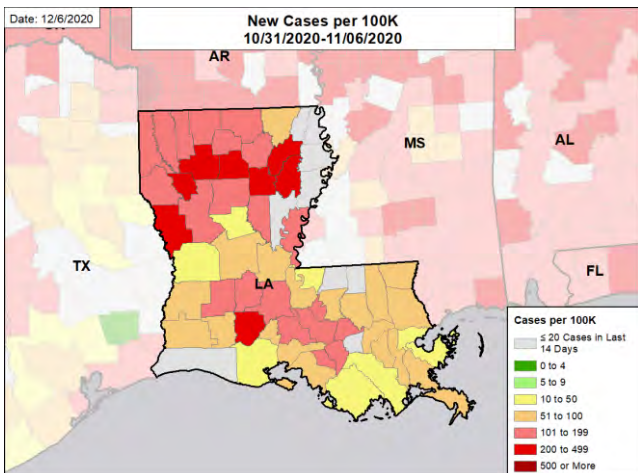 Date: 12/6/2020
New Cases per 100K
10/31/2020-11/06/2020
AR
MS
AL
TX
LA
FL
Cases per 100K
≤ 20 Cases in Last
14 Days
0 to 4
5 to 9
10 to 50
51 to 100
101 to 199
200 to 499
500 or More